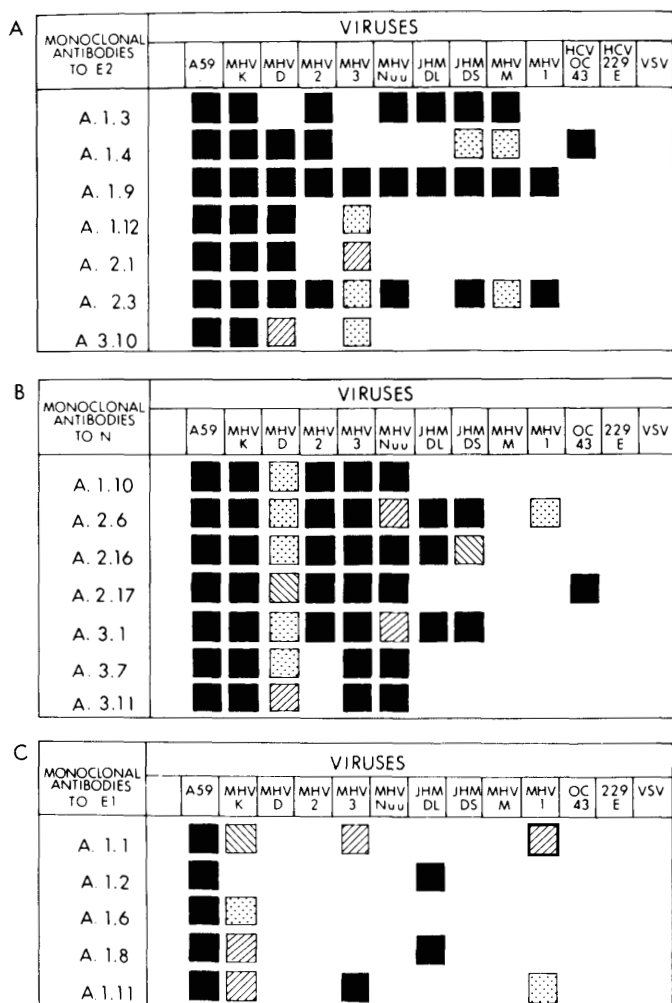 A
MONOCLONAL ANTIBODIES TO E2
VIRUSES
A59 MHV K MHV D MHV 2 MHV 3 MHV Nuu JHM DL JHM DS MHV M MHV 1 HCV OC 43 HCV 229 E VSV
A. 1.3
A. 1.4
A. 1.9
A. 1.12
A. 2.1
A. 2.3
A 3.10
B
MONOCLONAL ANTIBODIES TO N
VIRUSES
A59 MHV K MHV D MHV 2 MHV 3 MHV Nuu JHM DL JHM DS MHV M MHV 1 OC 43 229 E VSV
A. 1.10
A. 2.6
A. 2.16
A. 2.17
A. 3.1
A. 3.7
A. 3.11
C
MONOCLONAL ANTIBODIES TO E1
VIRUSES
A59 MHV K MHV D MHV 2 MHV 3 MHV Nuu JHM DL JHM DS MHV M MHV 1 OC 43 229 E VSV
A. 1.1
A. 1.2
A. 1.6
A. 1.8
A. 1.11